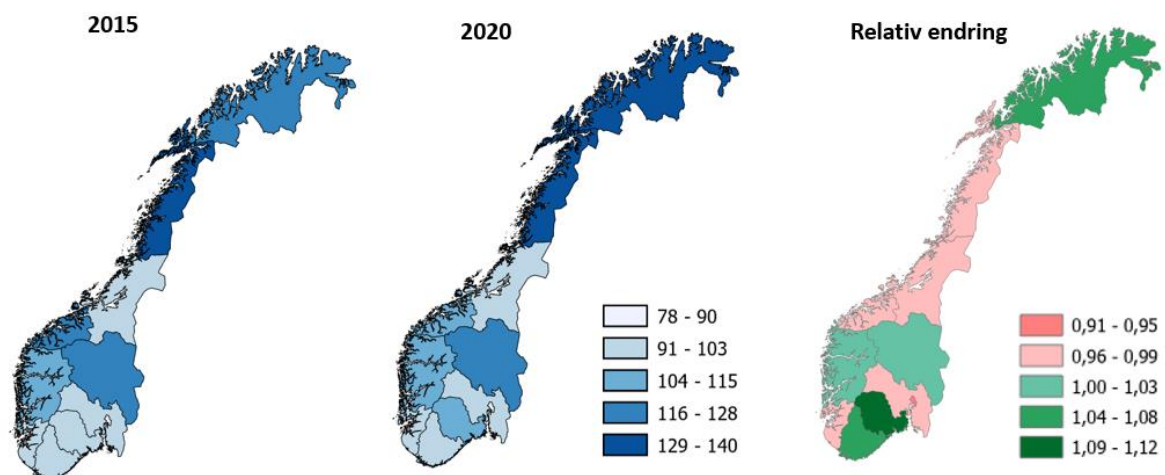 2015
2020
Relativ endring
78 - 90
91 - 103
104 - 115
116 - 128
129 - 140
0,91 - 0,95
0,96 - 0,99
1,00 - 1,03
1,04 - 1,08
1,09 - 1,12